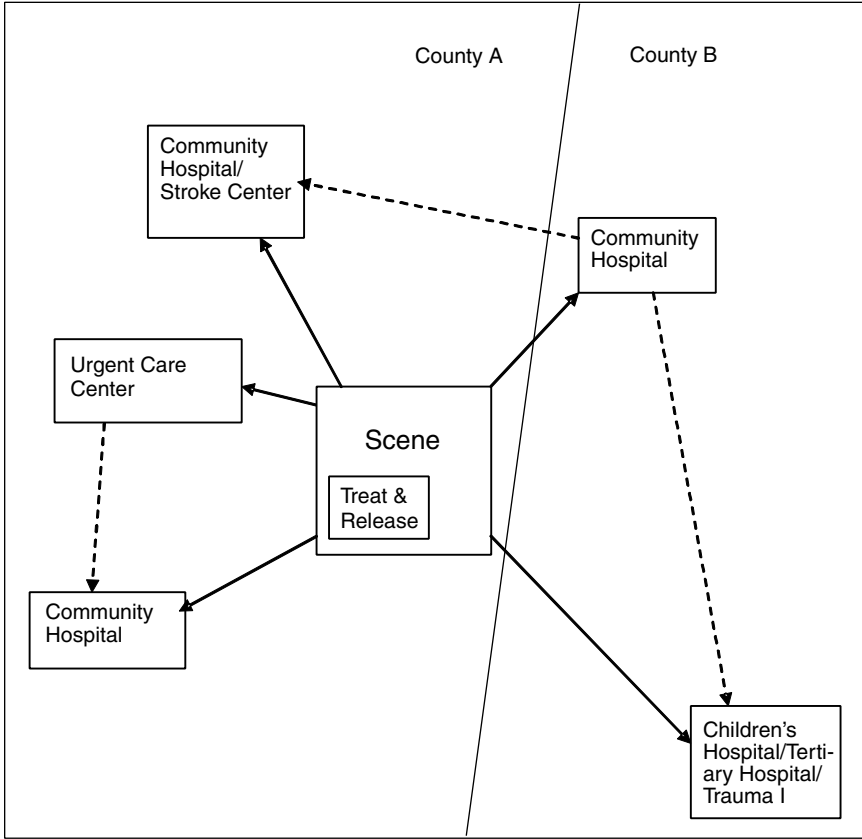 County A
County B
Community
Hospital/
Stroke Center
Community
Hospital
Urgent Care
Center
Scene
Treat &
Release
Community
Hospital
Children's
Hospital/Terti-
ary Hospital/
Trauma I